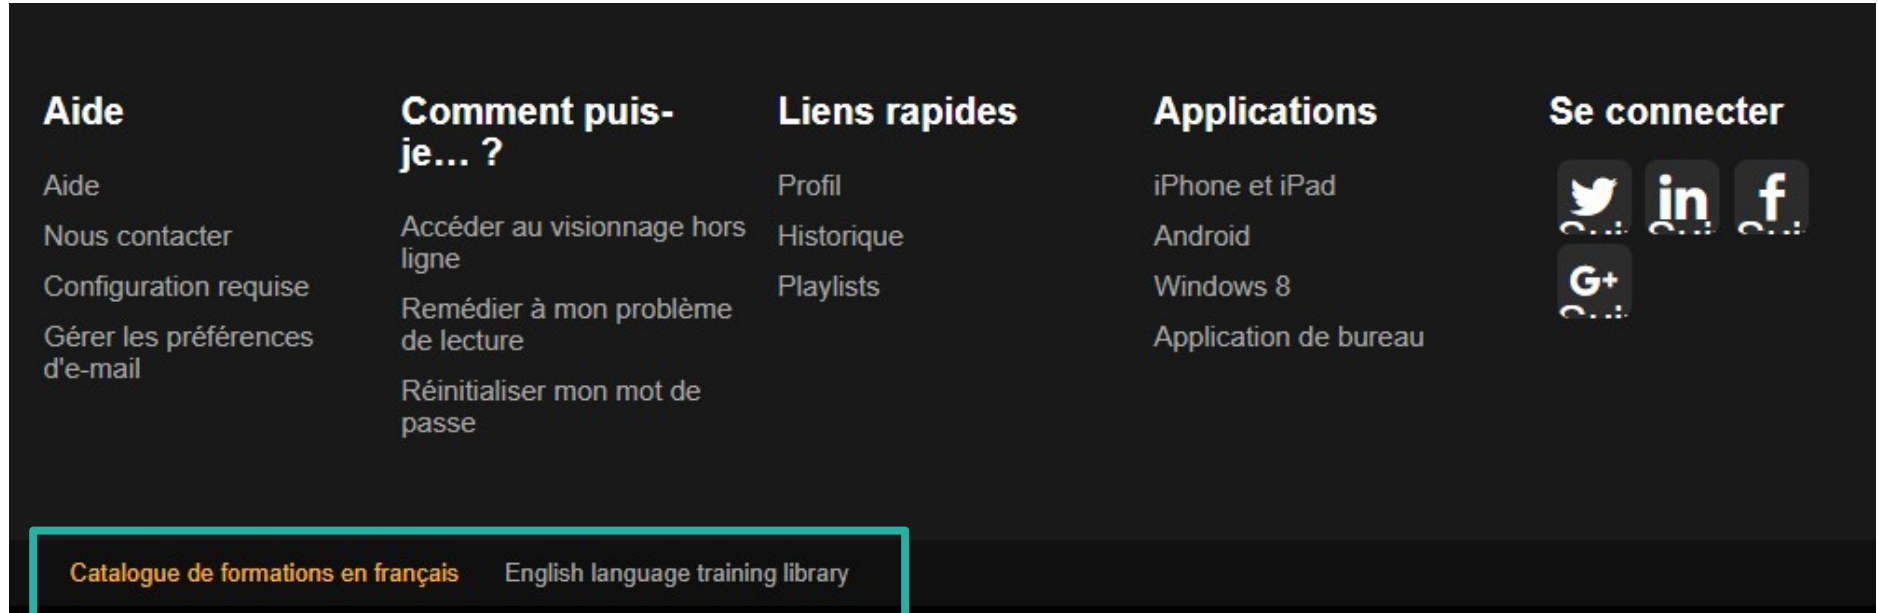 Aide
Aide
Nous contacter
Configuration requise
Gérer les préférences
d'e-mail
Comment puis-
je... ?
Accéder au visionnage hors
ligne
Remédier à mon problème
de lecture
Réinitialiser mon mot de
passe
Liens rapides
Profil
Historique
Playlists
Applications
iPhone et iPad
Android
Windows 8
Application de bureau
Se connecter
in f
G+
Catalogue de formations en français
English language training library